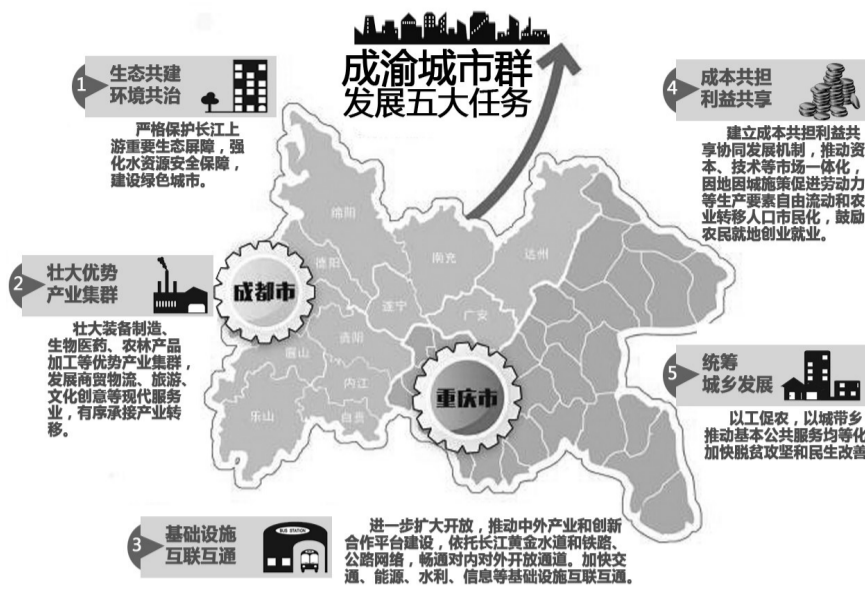 成渝城市群
发展五大任务
1
生态共建
环境共治
严格保护长江上
游重要生态屏障，强
化水资源安全保障，
建设绿色城市。
2
壮大优势
产业集群
壮大装备制造、
生物医药、农林产品
加工等优势产业集群，
发展商贸物流、旅游、
文化创意等现代服务
业，有序承接产业转
移。
3
基础设施
互联互通
BUS STATION
进一步扩大开放，推动中外产业和创新
合作平台建设，依托长江黄金水道和铁路、
公路网络，畅通对内对外开放通道。加快交
通、能源、水利、信息等基础设施互联互通。
4
成本共担
利益共享
建立成本共担利益共
享协同发展机制，推动资
本、技术等市场一体化，
因地因城施策促进劳动力
等生产要素自由流动和农
业转移人口市民化，鼓励
农民就地创业就业。
5
统筹
城乡发展
以工促农，以城带乡
推动基本公共服务均等化
加快脱贫攻坚和民生改善
绵阳
德阳
南充
达州
成都市
遂宁
广安
资阳
眉山
内江
重庆市
乐山
自贡